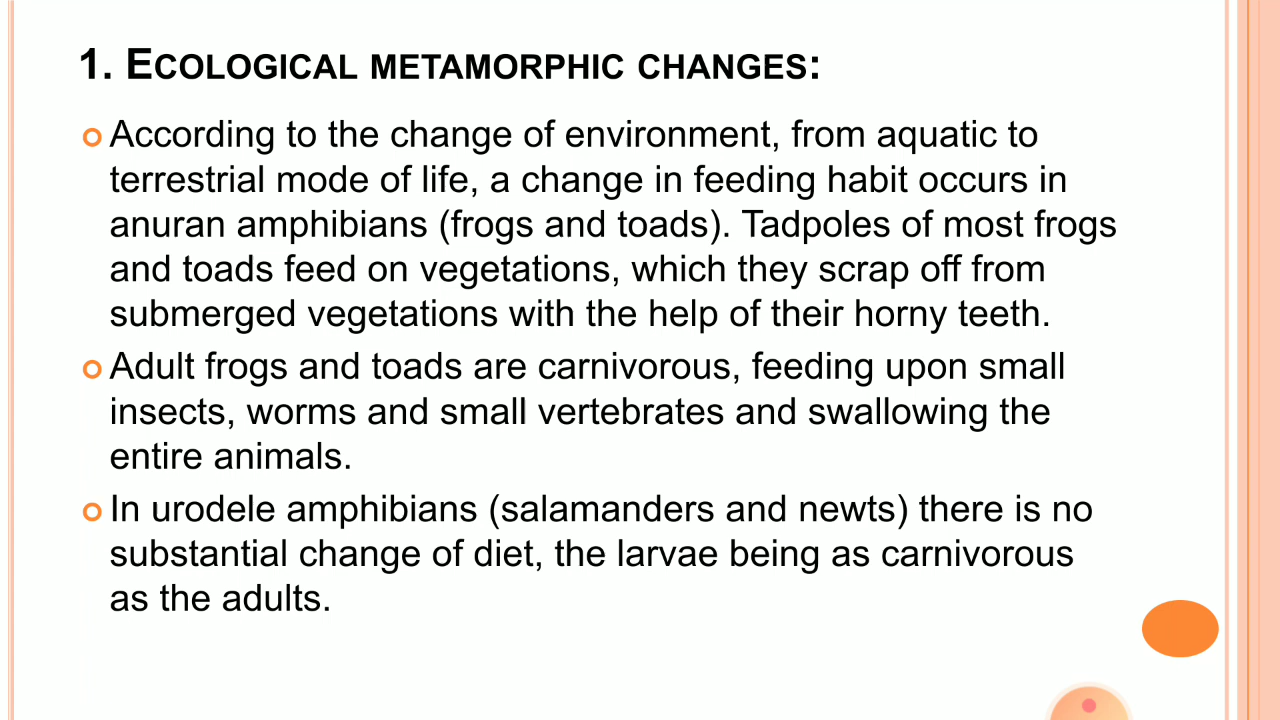 1. Ecological metamorphic changes:
According to the change of environment, from aquatic to
terrestrial mode of life, a change in feeding habit occurs in
anuran amphibians (frogs and toads). Tadpoles of most frogs
and toads feed on vegetations, which they scrap off from
submerged vegetations with the help of their horny teeth.
Adult frogs and toads are carnivorous, feeding upon small
insects, worms and small vertebrates and swallowing the
entire animals.
In urodele amphibians (salamanders and newts) there is no
substantial change of diet, the larvae being as carnivorous
as the adults.